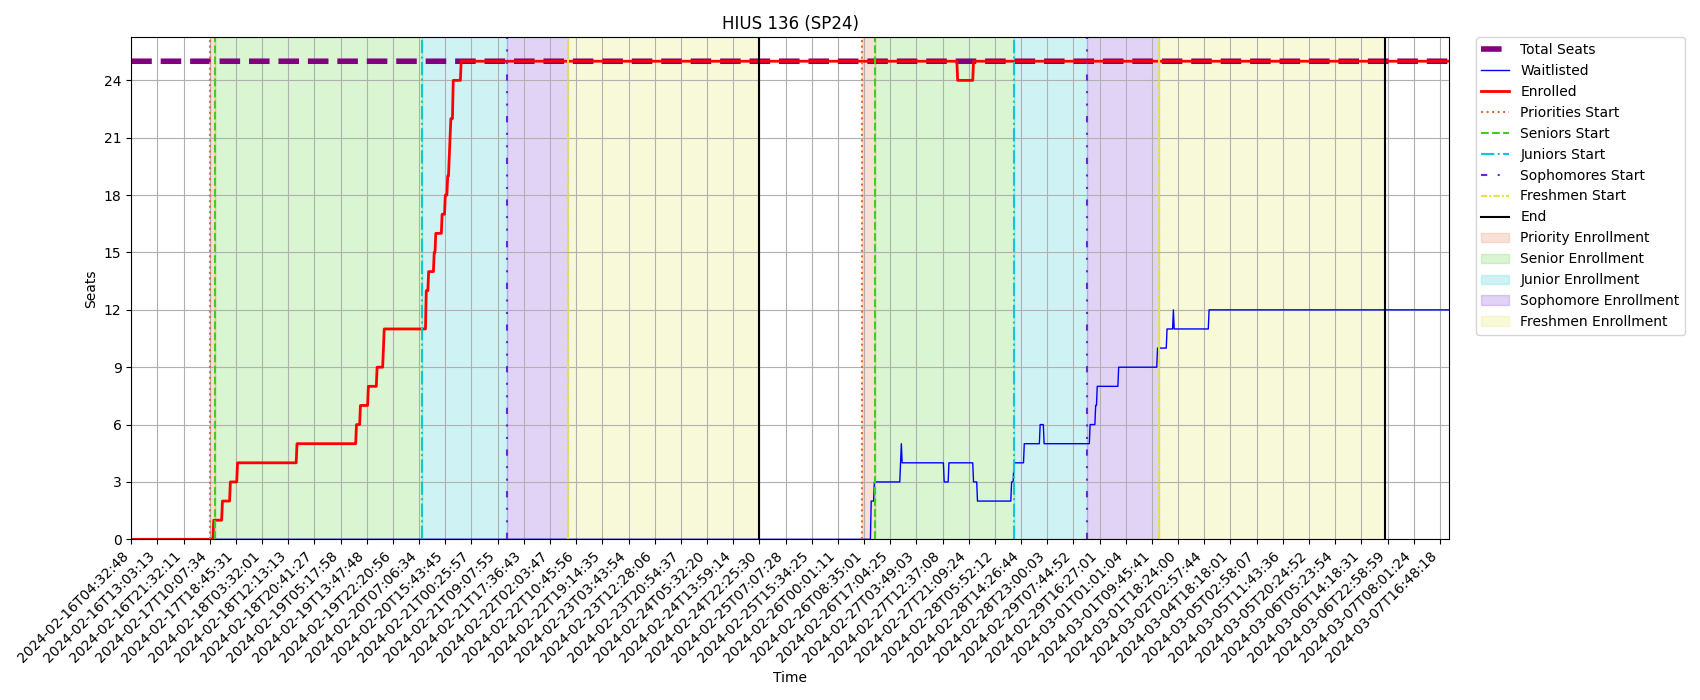 HIUS 136 (SP24)
Seats
24
21
18
15
12
9
6
3
0
2024-02-16T04:32:48
2024-02-16T13:03:13
2024-02-16T21:32:11
2024-02-17T10:07:34
2024-02-17T18:45:31
2024-02-18T03:32:01
2024-02-18T12:13:13
2024-02-18T20:41:27
2024-02-19T05:17:58
2024-02-19T13:47:48
2024-02-19T22:20:56
2024-02-20T07:06:34
2024-02-20T15:43:45
2024-02-21T00:25:57
2024-02-21T09:07:55
2024-02-21T17:36:43
2024-02-22T02:03:47
2024-02-22T10:45:56
2024-02-22T19:14:35
2024-02-23T03:43:54
2024-02-23T12:28:06
2024-02-23T20:54:37
2024-02-24T05:32:20
2024-02-24T13:59:14
2024-02-24T22:25:30
2024-02-25T07:07:28
2024-02-25T15:34:25
2024-02-26T00:01:11
2024-02-26T08:35:01
2024-02-26T17:04:25
2024-02-27T03:49:03
2024-02-27T12:37:08
2024-02-27T21:09:24
2024-02-28T05:52:12
2024-02-28T14:26:44
2024-02-28T23:00:03
2024-02-29T07:44:52
2024-02-29T16:27:01
2024-03-01T01:01:04
2024-03-01T09:45:41
2024-03-01T18:24:00
2024-03-02T02:57:44
2024-03-04T18:18:01
2024-03-05T02:58:07
2024-03-05T11:43:36
2024-03-05T20:24:52
2024-03-06T05:23:54
2024-03-06T14:18:31
2024-03-06T22:58:59
2024-03-07T08:01:24
2024-03-07T16:48:18
Time
Total Seats
Waitlisted
Enrolled
Priorities Start
Seniors Start
Juniors Start
Sophomores Start
Freshmen Start
End
Priority Enrollment
Senior Enrollment
Junior Enrollment
Sophomore Enrollment
Freshmen Enrollment